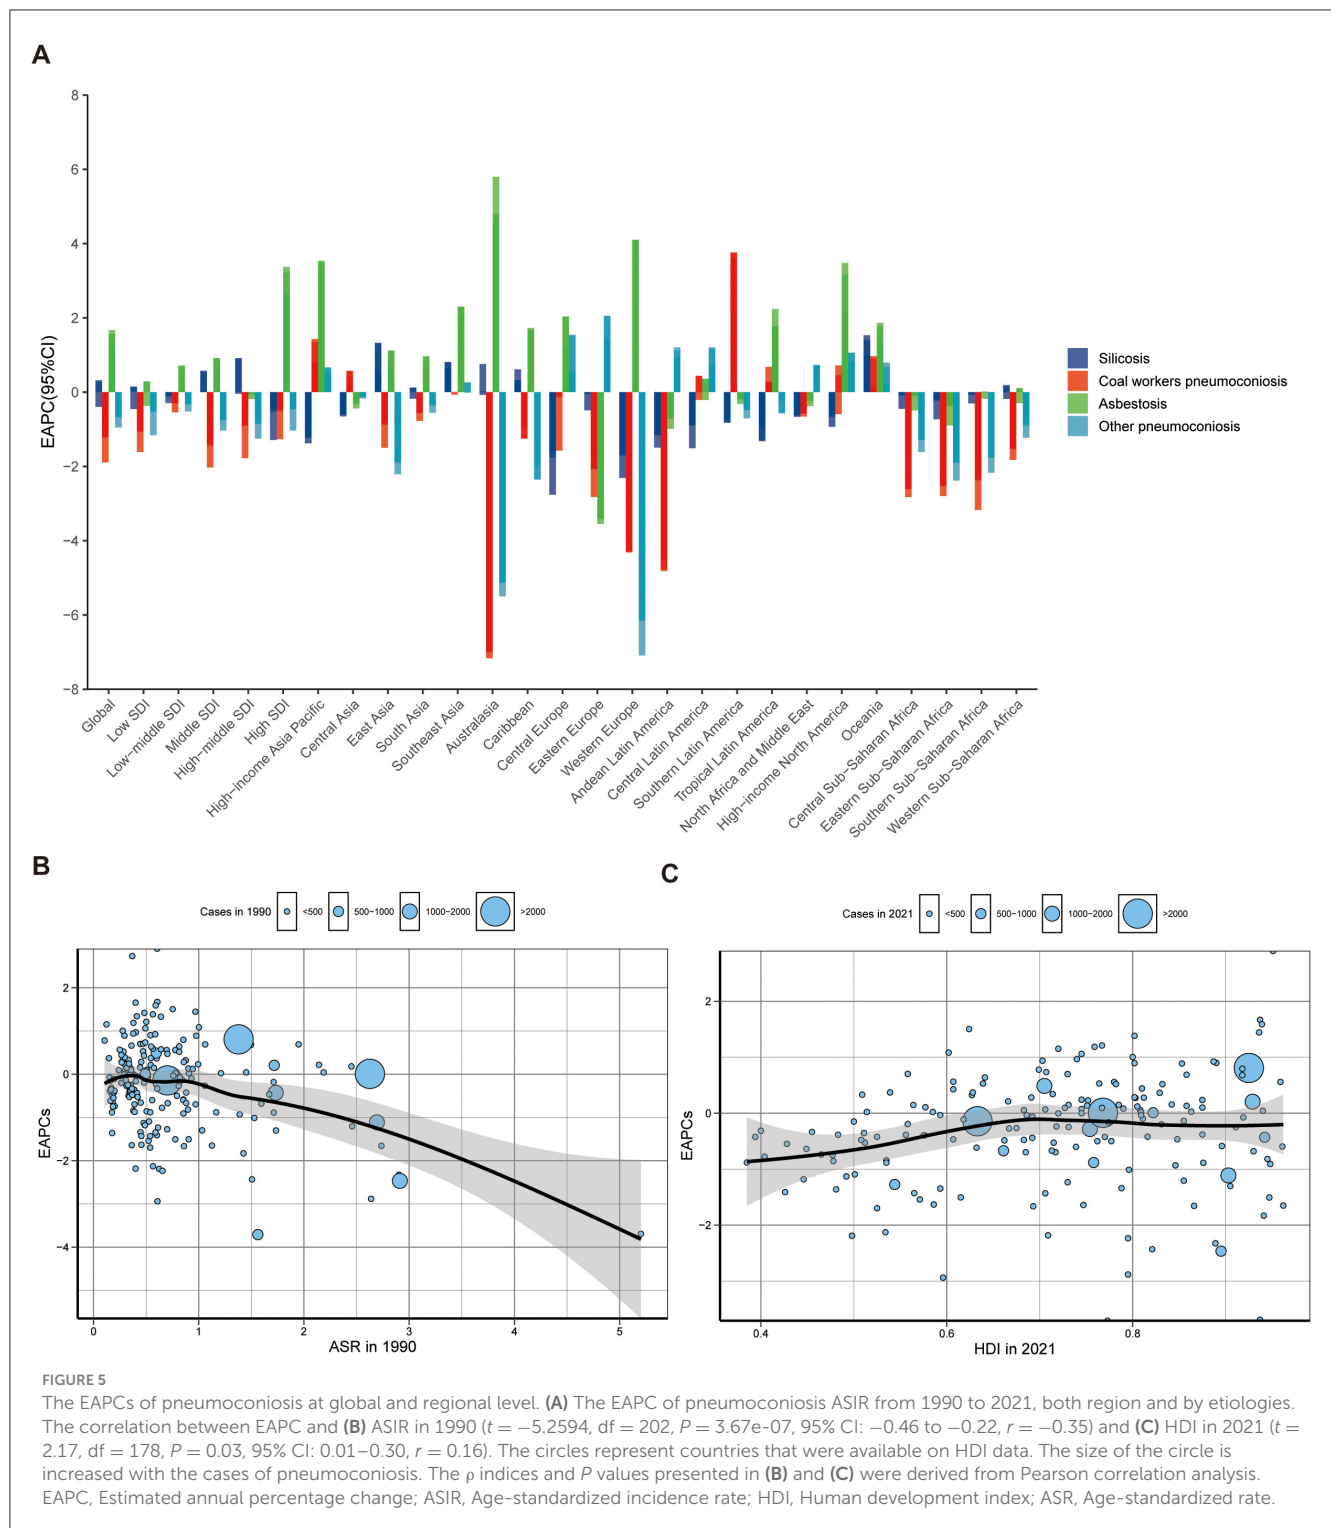 A
8
6
4
2
0
−2
−4
−6
−8
EAPC(95%CI)
Silicosis
Coal workers pneumoconiosis
Asbestosis
Other pneumoconiosis
Global
Low SDI
Low−middle SDI
Middle SDI
High−middle SDI
High SDI
High−income Asia Pacific
Central Asia
East Asia
South Asia
Southeast Asia
Australasia
Caribbean
Central Europe
Eastern Europe
Western Europe
Andean Latin America
Central Latin America
Southern Latin America
Tropical Latin America
North Africa and Middle East
High−income North America
Oceania
Central Sub−Saharan Africa
Eastern Sub−Saharan Africa
Southern Sub−Saharan Africa
Western Sub−Saharan Africa
B
Cases in 1990 <500 500−1000 1000−2000 >2000
2
0
−2
−4
EAPCs
0 1 2 3 4 5
ASR in 1990
C
Cases in 2021 <500 500−1000 1000−2000 >2000
2
0
−2
EAPCs
0.4 0.6 0.8
HDI in 2021
FIGURE 5
The EAPCs of pneumoconiosis at global and regional level. (A) The EAPC of pneumoconiosis ASIR from 1990 to 2021, both region and by etiologies.
The correlation between EAPC and (B) ASIR in 1990 (t = −5.2594, df = 202, P = 3.67e-07, 95% CI: −0.46 to −0.22, r = −0.35) and (C) HDI in 2021 (t =
2.17, df = 178, P = 0.03, 95% CI: 0.01–0.30, r = 0.16). The circles represent countries that were available on HDI data. The size of the circle is
increased with the cases of pneumoconiosis. The ρ indices and P values presented in (B) and (C) were derived from Pearson correlation analysis.
EAPC, Estimated annual percentage change; ASIR, Age-standardized incidence rate; HDI, Human development index; ASR, Age-standardized rate.